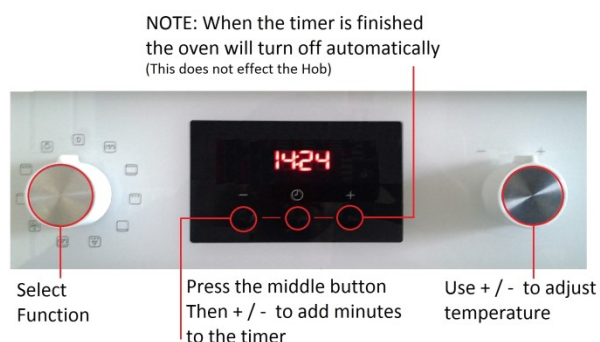 NOTE: When the timer is finished
the oven will turn off automatically
(This does not effect the Hob)
14:24
- +
- +
Select
Function
Press the middle button
Then + / - to add minutes
to the timer
Use + / - to adjust
temperature